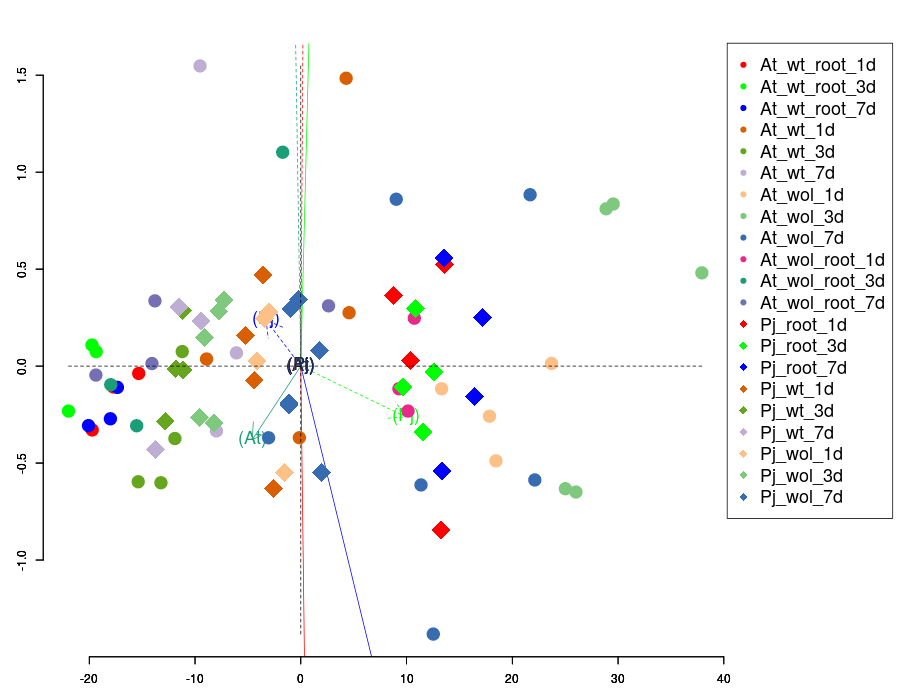 1.5
1.0
0.5
0.0
-0.5
-1.0
-20
-10
0
10
20
30
40
(Pj)
(At)
At_wt_root_1d
At_wt_root_3d
At_wt_root_7d
At_wt_1d
At_wt_3d
At_wt_7d
At_wol_1d
At_wol_3d
At_wol_7d
At_wol_root_1d
At_wol_root_3d
At_wol_root_7d
Pj_root_1d
Pj_root_3d
Pj_root_7d
Pj_wt_1d
Pj_wt_3d
Pj_wt_7d
Pj_wol_1d
Pj_wol_3d
Pj_wol_7d